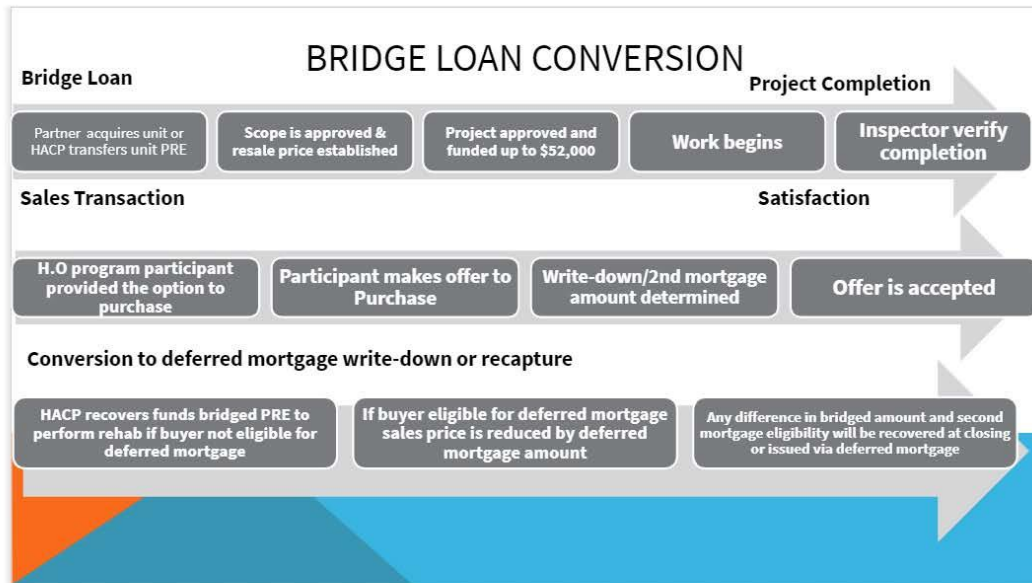 BRIDGE LOAN CONVERSION
Bridge Loan
Project Completion
Partner acquires unit or
HACP transfers unit PRE
Scope is approved &
resale price established
Project approved and
funded up to $52,000
Work begins
Inspector verify
completion
Sales Transaction
Satisfaction
H.O program participant
provided the option to
purchase
Participant makes offer to
Purchase
Write-down/2nd mortgage
amount determined
Offer is accepted
Conversion to deferred mortgage write-down or recapture
HACP recovers funds bridged PRE to
perform rehab if buyer not eligible for
deferred mortgage
If buyer eligible for deferred mortgage
sales price is reduced by deferred
mortgage amount
Any difference in bridged amount and second
mortgage eligibility will be recovered at closing
or issued via deferred mortgage